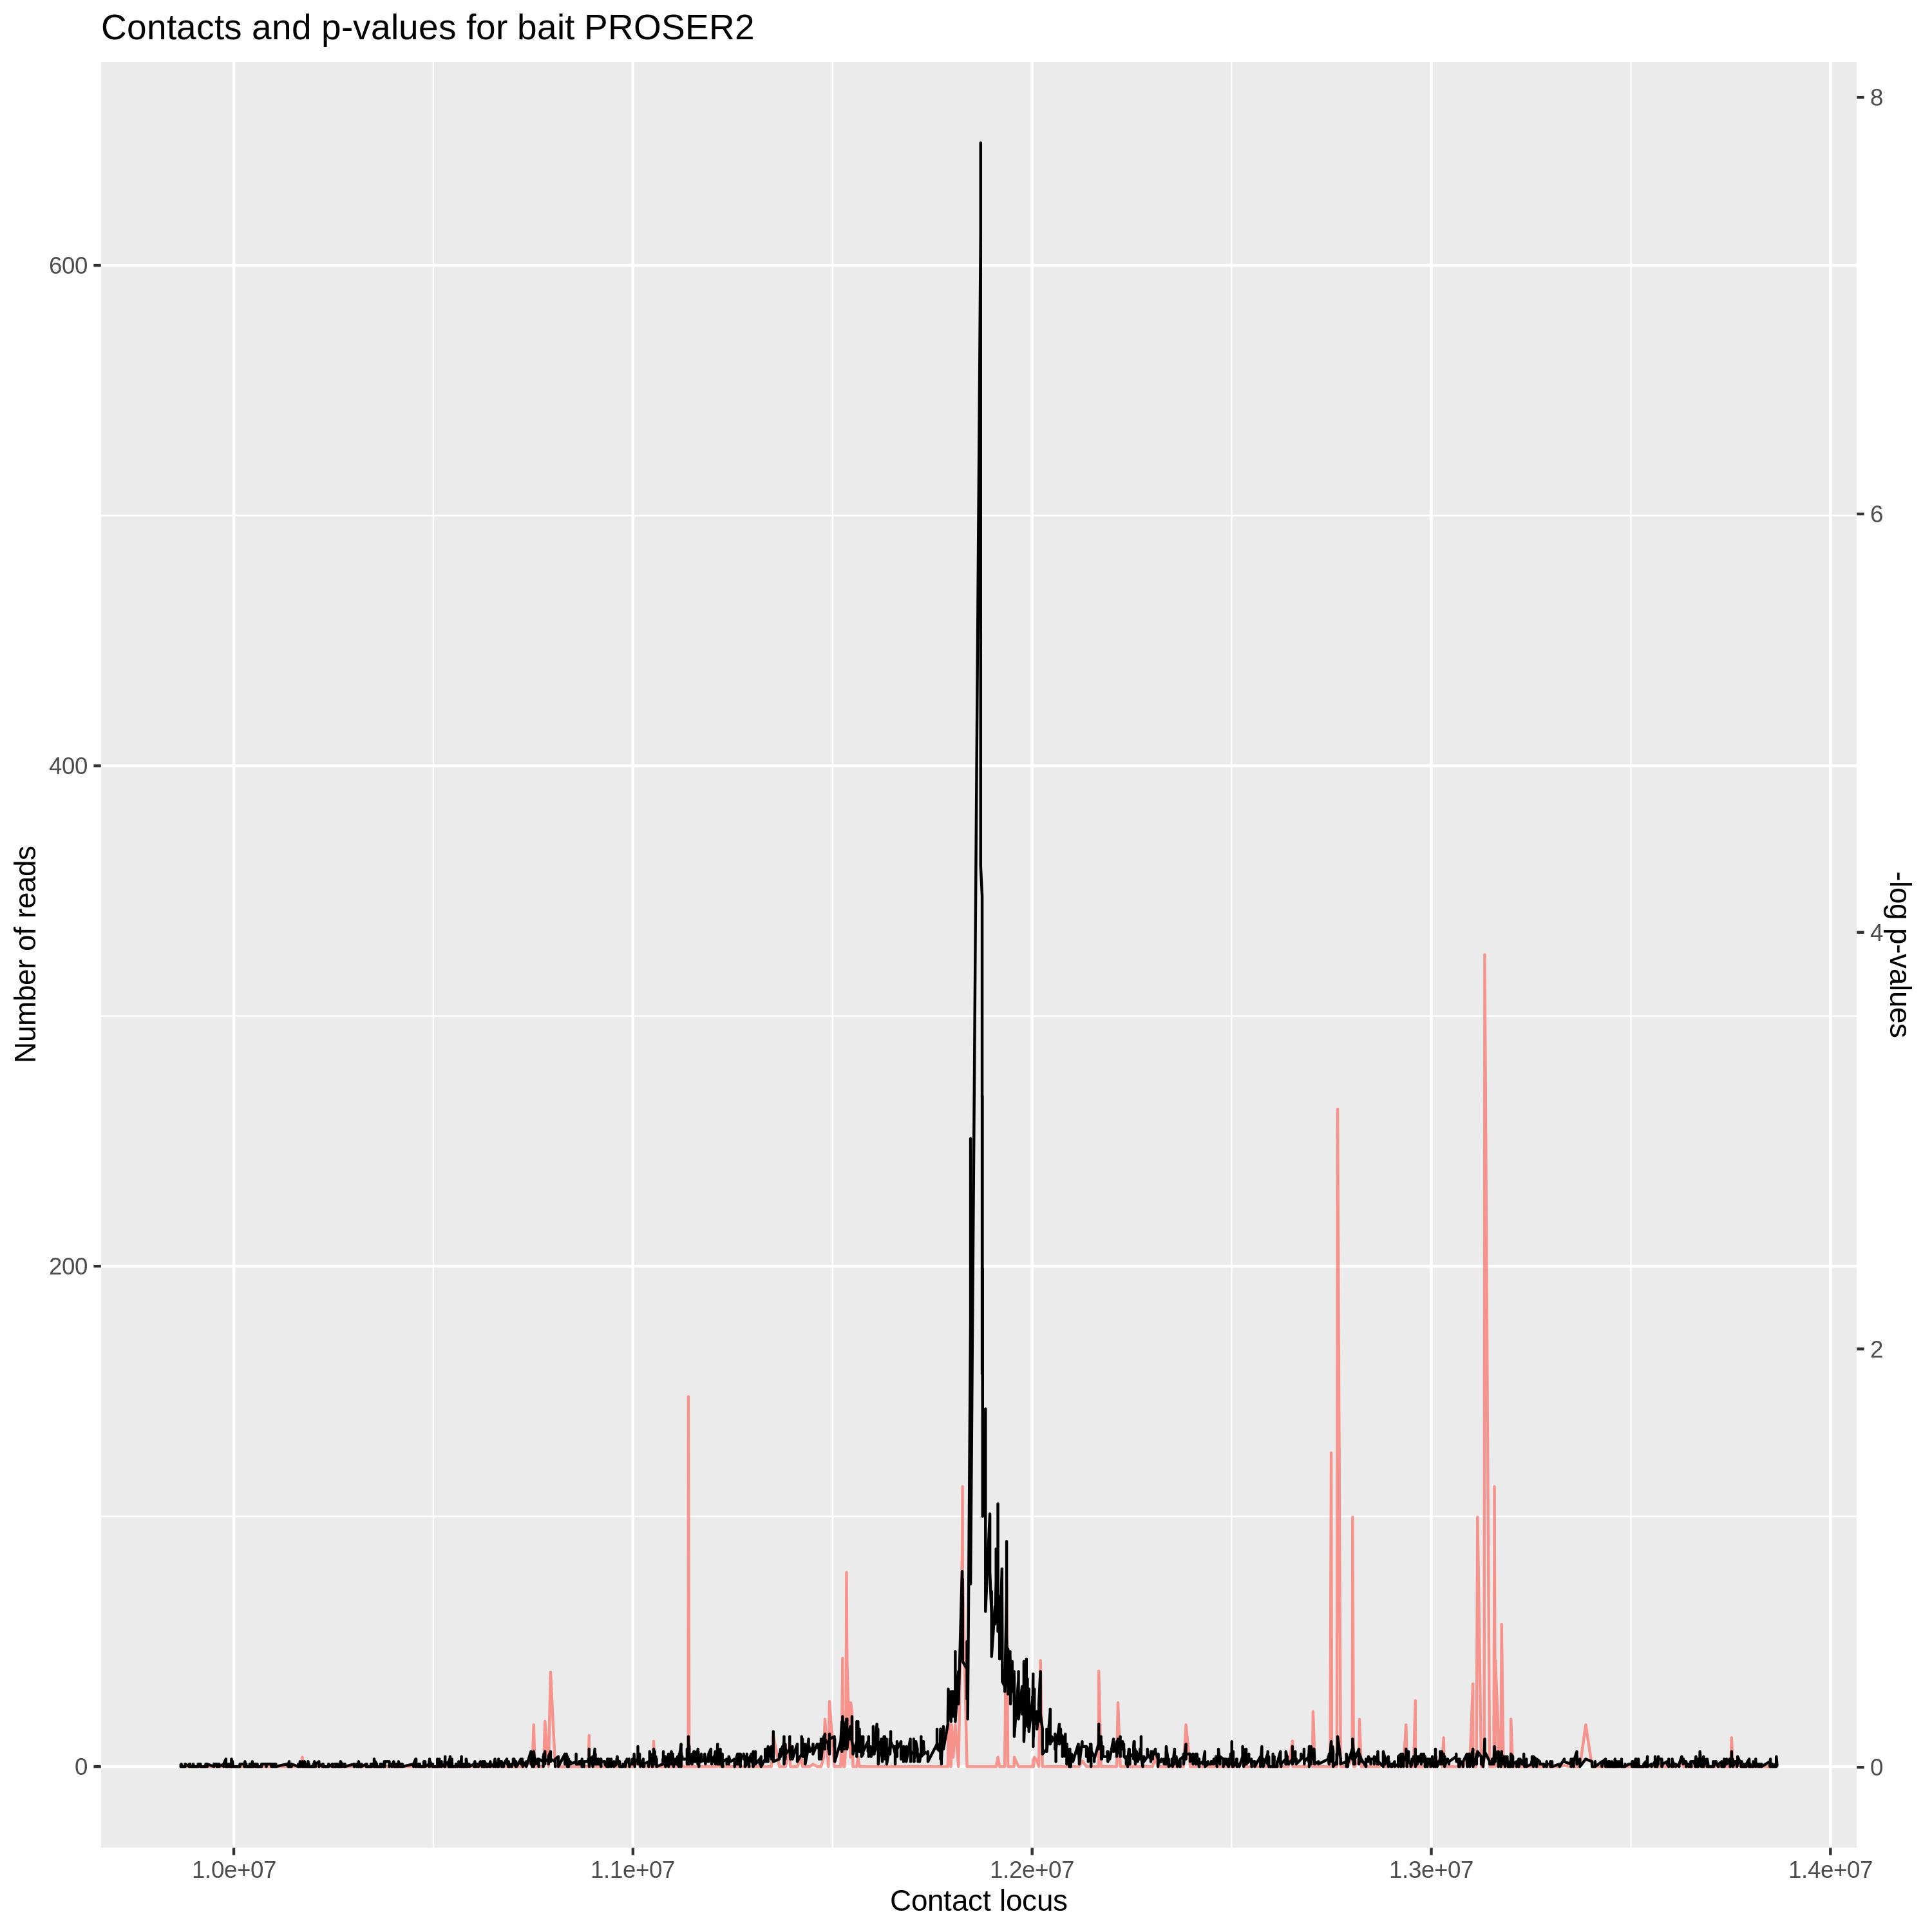 Contacts and p-values for bait PROSER2
8
600
6
400
4
200
2
0
0
Number of reads
-log p-values
1.0e+07
1.1e+07
1.2e+07
1.3e+07
1.4e+07
Contact locus